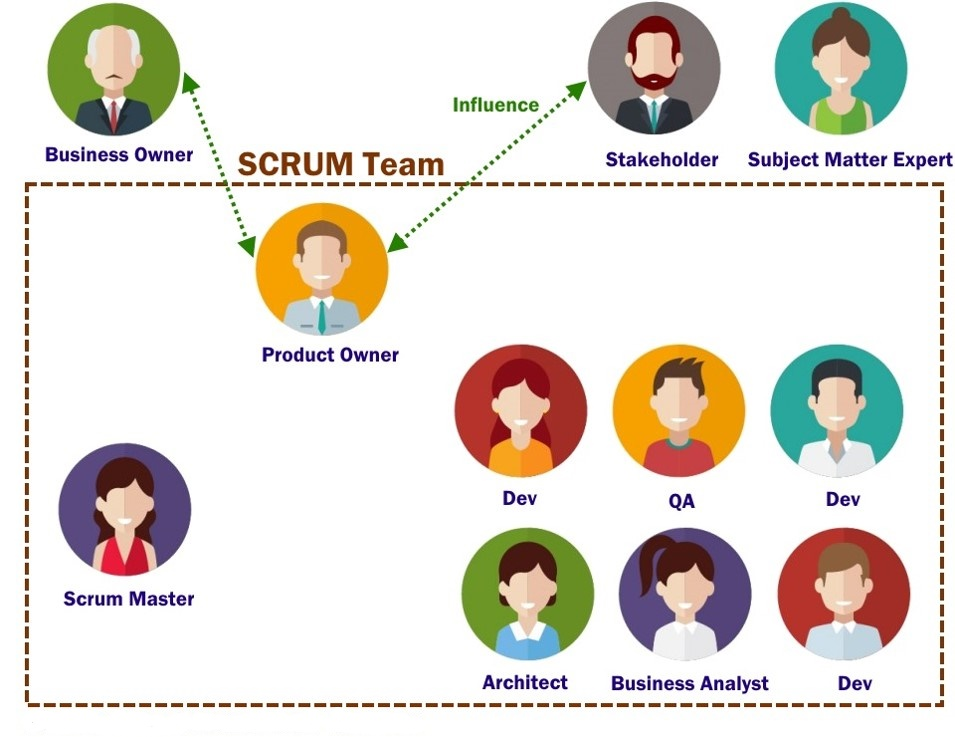 Influence
Business Owner
Stakeholder
Subject Matter Expert
SCRUM Team
Product Owner
Dev
QA
Dev
Scrum Master
Architect
Business Analyst
Dev